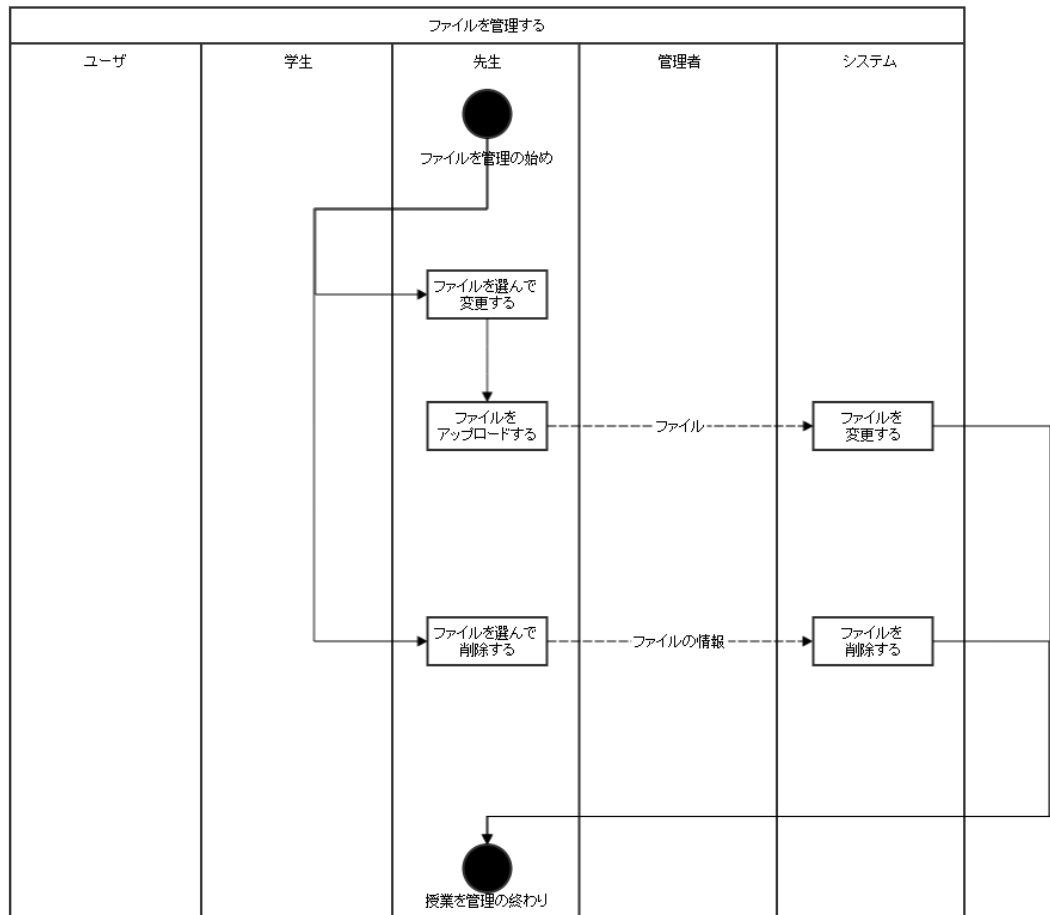 ファイルを管理する
ユーザ
学生
先生
管理者
システム
ファイルを管理の始め
ファイルを選んで
変更する
ファイルを
アップロードする
ファイル
ファイルを
変更する
ファイルを選んで
削除する
ファイルの情報
ファイルを
削除する
授業を管理の終わり